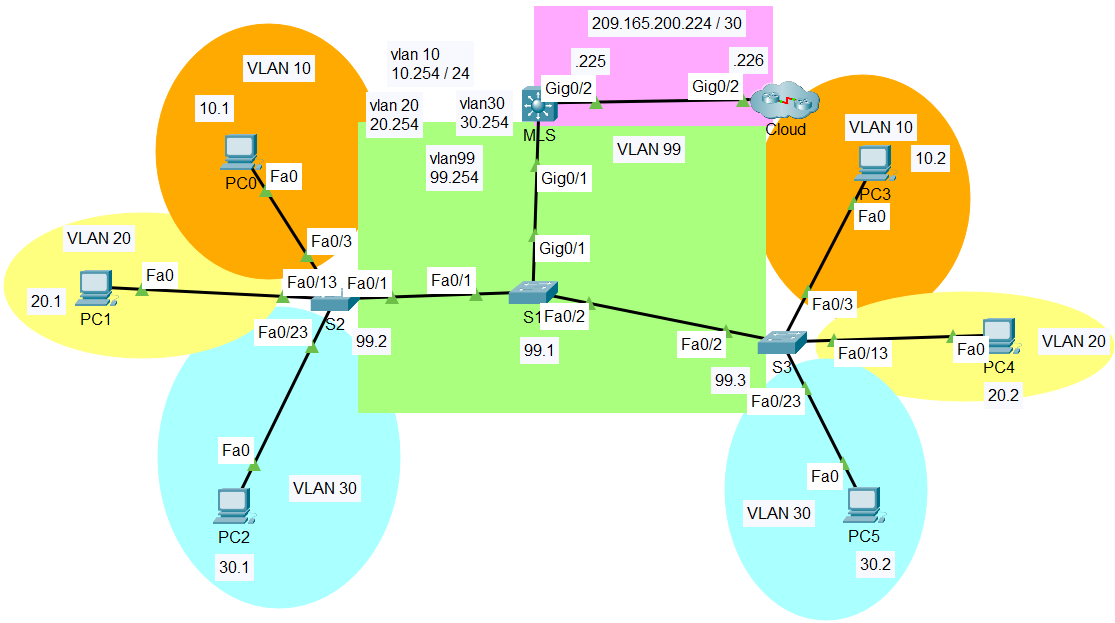 209.165.200.224 / 30
.225
.226
Gig0/2
Gig0/2
Cloud
MLS
vlan 10
10.254 / 24
vlan 20
20.254
vlan30
30.254
vlan99
99.254
VLAN 99
Gig0/1
Gig0/1
VLAN 10
10.1
PC0
Fa0
Fa0/3
VLAN 20
20.1
PC1
Fa0
Fa0/13
Fa0/1
Fa0/23
S2
99.2
Fa0/1
S1
Fa0/2
99.1
Fa0
VLAN 30
PC2
30.1
VLAN 10
10.2
PC3
Fa0
Fa0/3
Fa0/2
S3
99.3
Fa0/13
Fa0/23
Fa0
PC4
VLAN 20
20.2
Fa0
VLAN 30
PC5
30.2